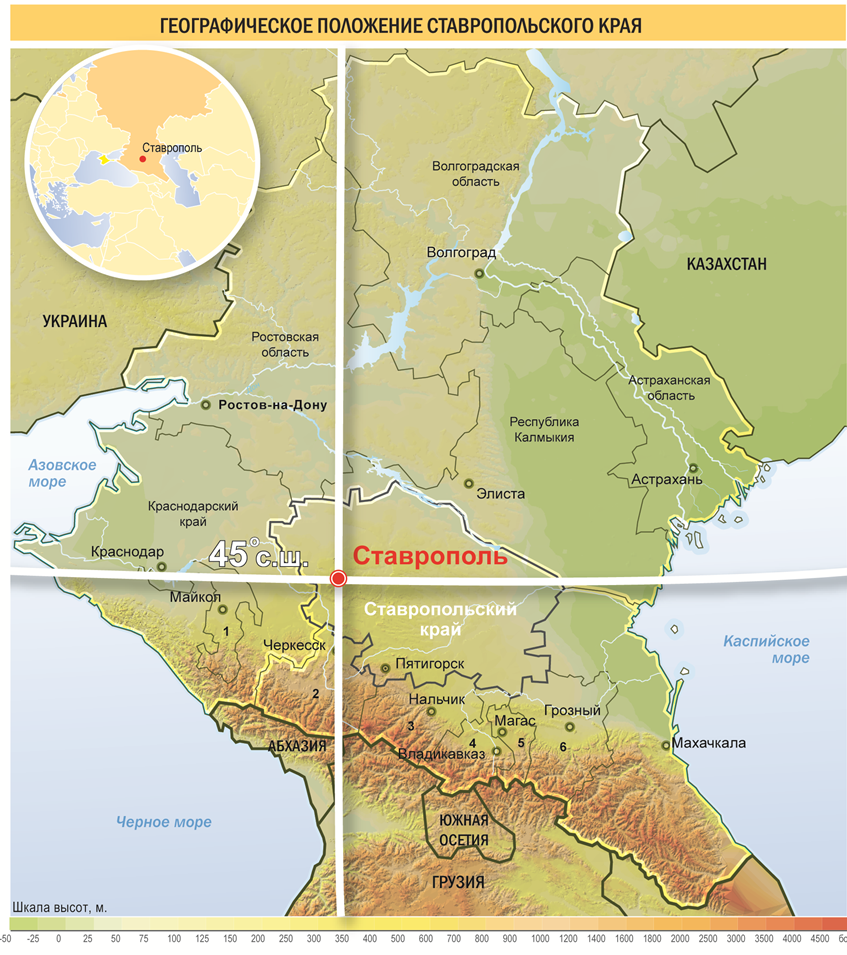 ГЕОГРАФИЧЕСКОЕ ПОЛОЖЕНИЕ СТАВРОПОЛЬСКОГО КРАЯ
Ставрополь
Волгоградская
область
Волгоград
КАЗАХСТАН
УКРАИНА
Ростовская
область
Астраханская
область
Ростов-на-Дону
Республика
Калмыкия
Азовское
море
Астрахань
Элиста
Краснодарский
край
Краснодар
45° с.ш.
Ставрополь
Майкоп
Ставропольский
край
1
Черкесск
Каспийское
море
Пятигорск
2
Нальчик
Грозный
3
Магас
4
5
6
АБХАЗИЯ
Владикавказ
Махачкала
Черное море
ЮЖНАЯ
ОСЕТИЯ
ГРУЗИЯ
Шкала высот, м.
-50 -25 0 25 50 75 100 150 200 250 300 350 400 450 500 600 700 800 900 1000 1200 1400 1600 1800 2000 2500 3000 3500 4000 4500